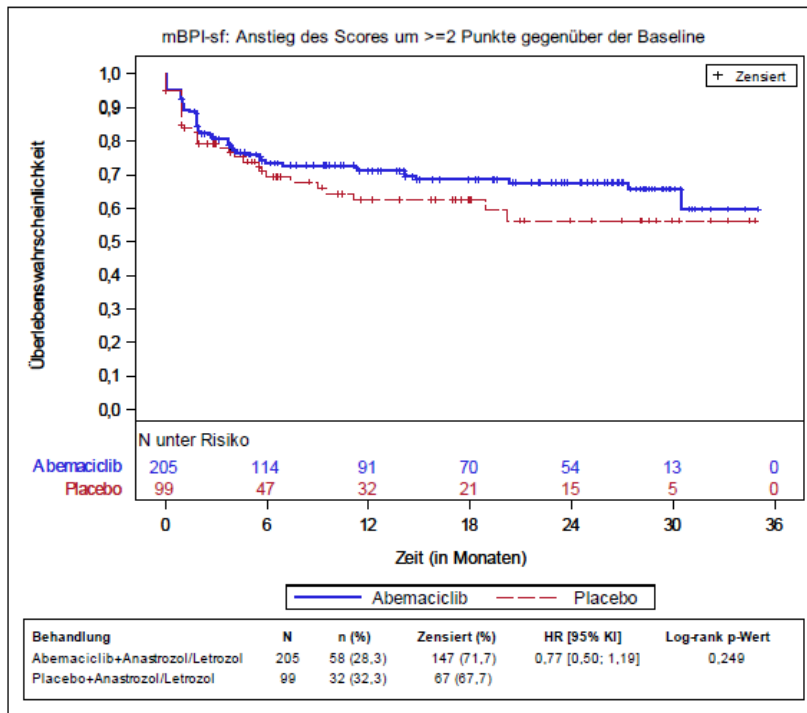 mBPI-sf: Anstieg des Scores um >=2 Punkte gegenüber der Baseline
+ Zensiert
Überlebenswahrscheinlichkeit
1,0
0,9
0,8
0,7
0,6
0,5
0,4
0,3
0,2
0,1
0,0
N unter Risiko
Abemaciclib 205 114 91 70 54 13 0
Placebo 99 47 32 21 15 5 0
0 6 12 18 24 30 36
Zeit (in Monaten)
Abemaciclib Placebo
Behandlung N n (%) Zensiert (%) HR [95% KI] Log-rank p-Wert
Abemaciclib+Anastrozol/Letrozol 205 58 (28,3) 147 (71,7) 0,77 [0,50; 1,19] 0,249
Placebo+Anastrozol/Letrozol 99 32 (32,3) 67 (67,7)